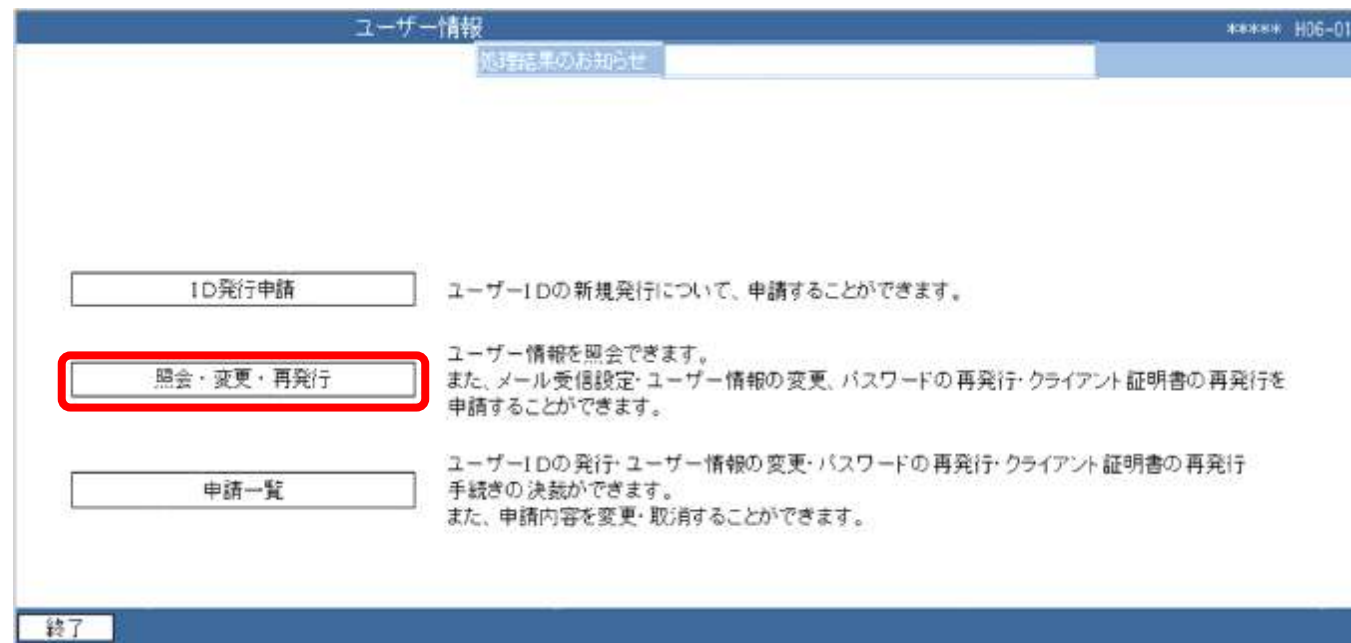 ユーザー情報
***** H06-01
処理結果のお知らせ
ID発行申請
ユーザーIDの新規発行について、申請することができます。
照会・変更・再発行
ユーザー情報を照会できます。
また、メール受信設定・ユーザー情報の変更、パスワードの再発行・クライアント証明書の再発行を
申請することができます。
申請一覧
ユーザーIDの発行・ユーザー情報の変更・パスワードの再発行・クライアント証明書の再発行
手続きの決裁ができます。
また、申請内容を変更・取消することができます。
終了